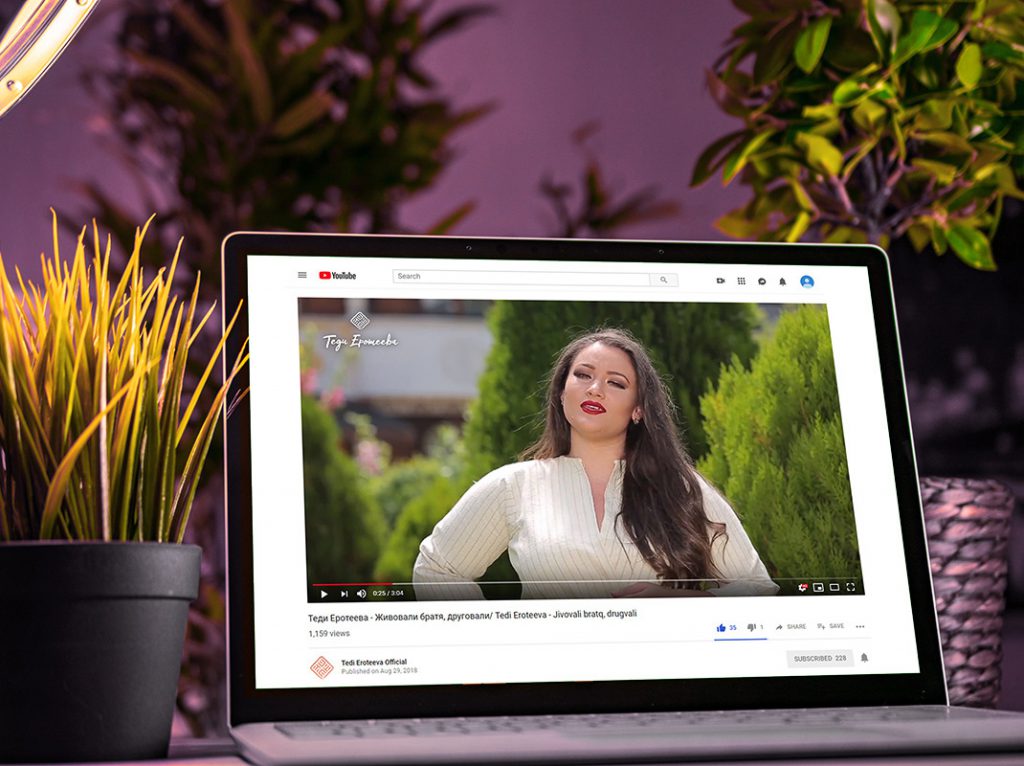 YouTube
Search
Теди Еротеева
0:25 / 3:04
Теди Еротеева - Живовали братя, друговали/ Tedi Eroteeva - Jivovali bratq, drugvali
1,159 views
35
1
SHARE
SAVE
Tedi Eroteeva Official
Published on Aug 29, 2018
SUBSCRIBED 228